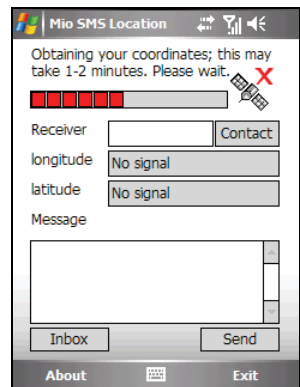 Mio SMS Location
Obtaining your coordinates; this may
take 1-2 minutes. Please wait.
Receiver
Contact
longitude
No signal
latitude
No signal
Message
Inbox
Send
About
Exit